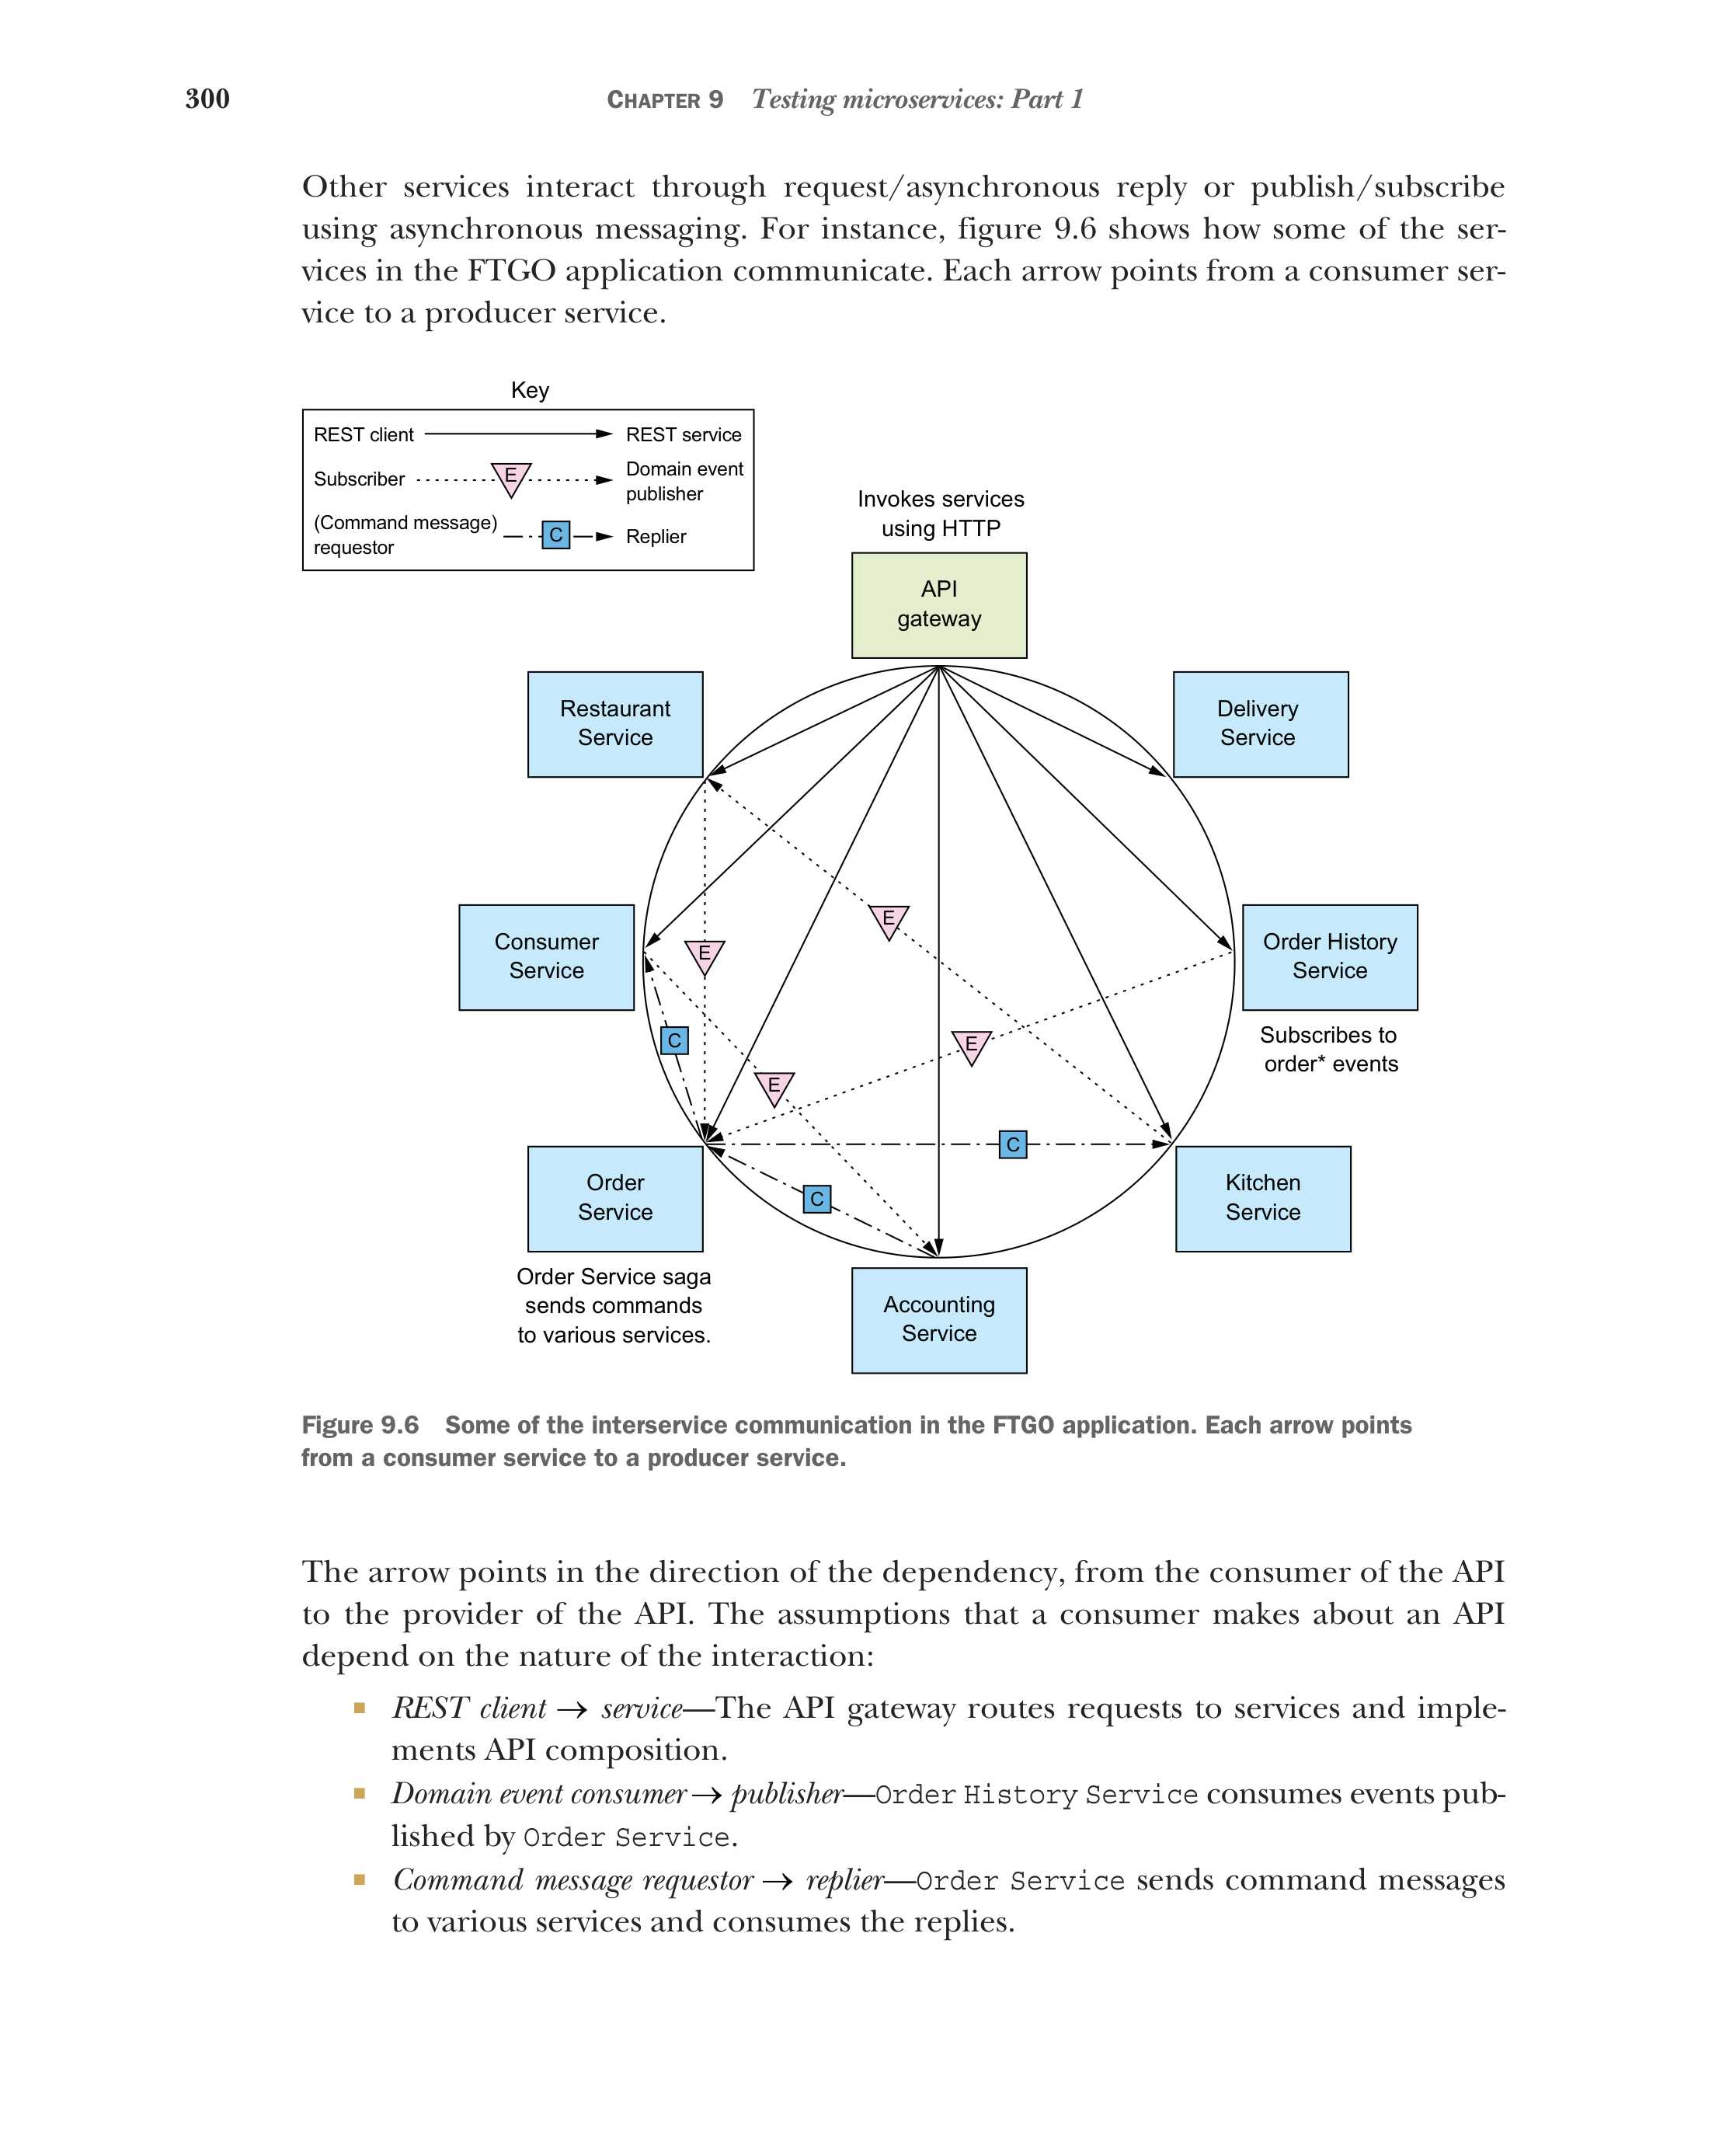 300
CHAPTER 9 Testing microservices: Part 1
Other services interact through request/asynchronous reply or publish/subscribe
using asynchronous messaging. For instance, figure 9.6 shows how some of the ser-
vices in the FTGO application communicate. Each arrow points from a consumer ser-
vice to a producer service.
Key
REST client
REST service
Subscriber
E
Domain event
publisher
(Command message)
requestor
C
Replier
Invokes services
using HTTP
API
gateway
Restaurant
Service
Delivery
Service
Consumer
Service
E
E
Order History
Service
C
E
Subscribes to
order* events
E
C
Order
Service
C
Kitchen
Service
Order Service saga
sends commands
to various services.
Accounting
Service
Figure 9.6 Some of the interservice communication in the FTGO application. Each arrow points
from a consumer service to a producer service.
The arrow points in the direction of the dependency, from the consumer of the API
to the provider of the API. The assumptions that a consumer makes about an API
depend on the nature of the interaction:
■ REST client → service—The API gateway routes requests to services and imple-
ments API composition.
■ Domain event consumer → publisher—Order History Service consumes events pub-
lished by Order Service.
■ Command message requestor → replier—Order Service sends command messages
to various services and consumes the replies.